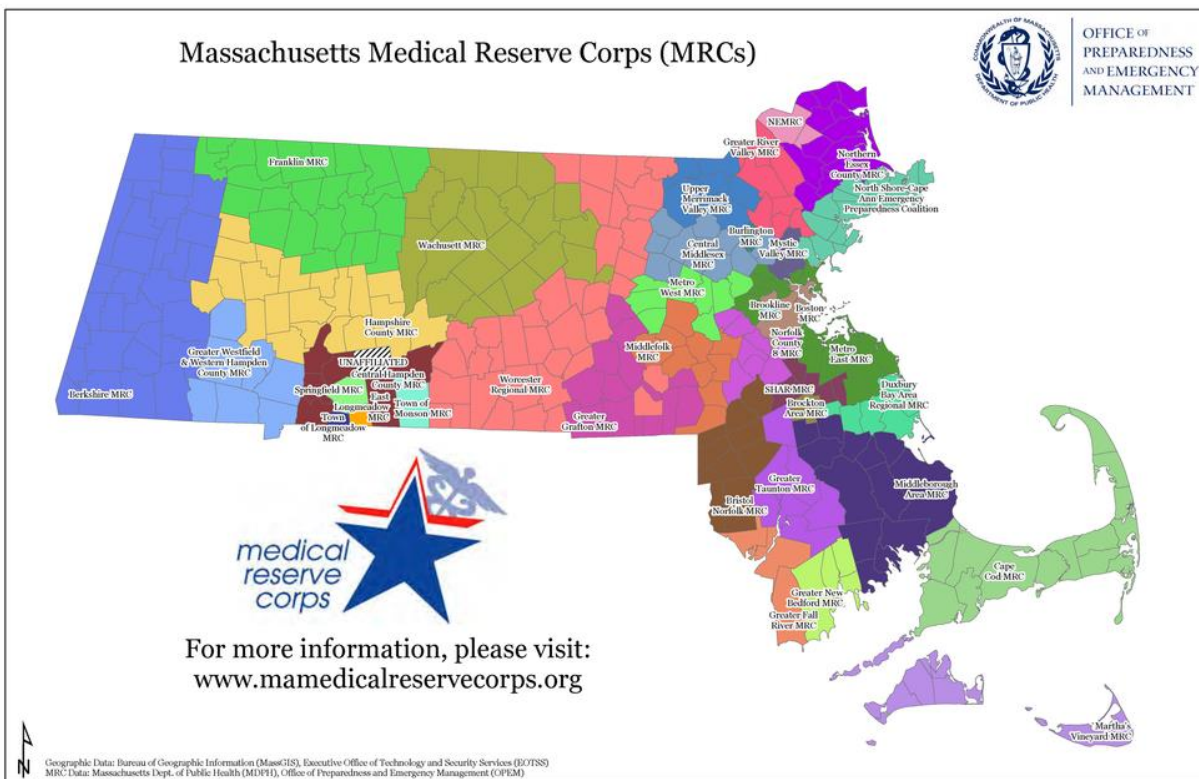 Massachusetts Medical Reserve Corps (MRCs)
COMMONWEALTH OF MASSACHUSETTS
DEPARTMENT OF PUBLIC HEALTH
OFFICE OF
PREPAREDNESS
AND EMERGENCY
MANAGEMENT
NEMRC
Greater River
Valley MRC
Northern
Essex
County MRC
North Shore-Cape
Ann Emergency
Preparedness Coalition
Franklin MRC
Upper
Merrimack
Valley MRC
Burlington
MRC
Mystic
Valley MRC
Central
Middlesex
MRC
Wachusett MRC
Metro
West MRC
Brookline
MRC
Boston
MRC
Hampshire
County MRC
Norfolk
County
8 MRC
Metro
East MRC
Middlefolk
MRC
Greater Westfield
& Western Hampden
County MRC
UNAFFILIATED
Central Hampden
County MRC
Springfield MRC
East
Longmeadow
MRC
Town of
Monson MRC
Worcester
Regional MRC
SHAR MRC
Duxbury
Bay Area
Regional MRC
Berkshire MRC
Brockton
Area MRC
Town
of Longmeadow
MRC
Greater
Grafton MRC
Greater
Taunton MRC
Middleborough
Area MRC
Bristol
Norfolk MRC
Cape
Cod MRC
Greater New
Bedford MRC
Greater Fall
River MRC
Martha's
Vineyard MRC
medical
reserve
corps
For more information, please visit:
www.mamedicalreservecorps.org
N
Geographic Data: Bureau of Geographic Information (MassGIS), Executive Office of Technology and Security Services (EOTSS)
MRC Data: Massachusetts Dept. of Public Health (MDPH), Office of Preparedness and Emergency Management (OPEM)